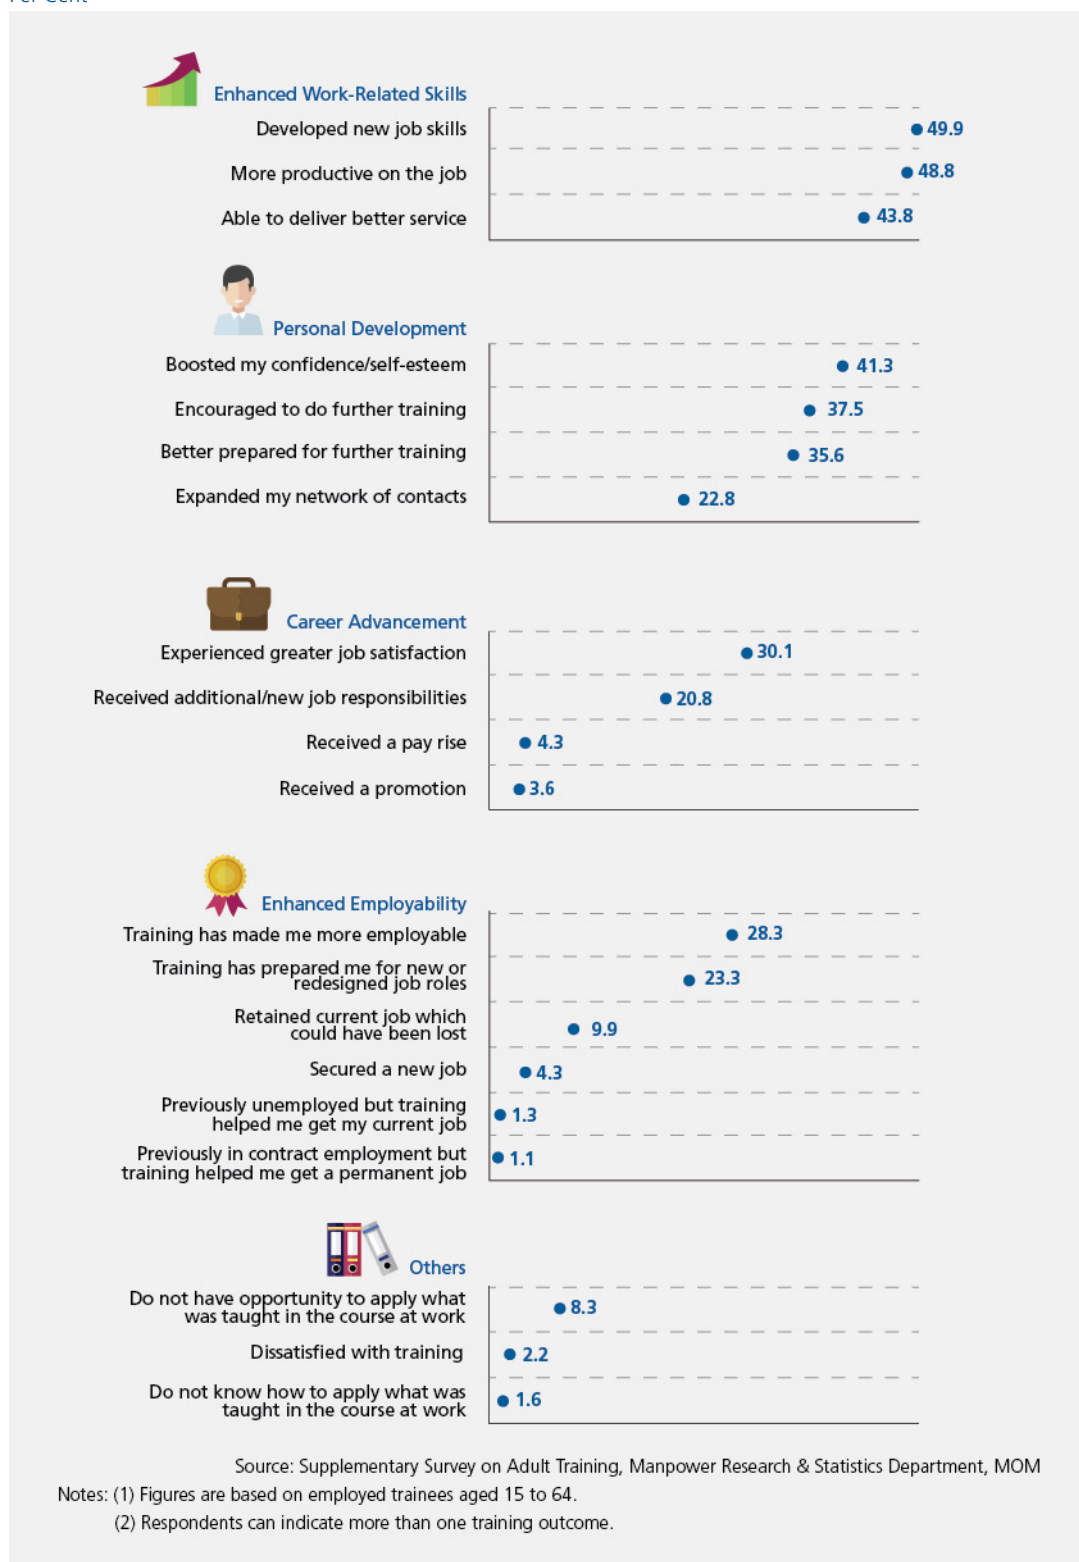 Per Cent
Enhanced Work-Related Skills
Developed new job skills 49.9
More productive on the job 48.8
Able to deliver better service 43.8
Personal Development
Boosted my confidence/self-esteem 41.3
Encouraged to do further training 37.5
Better prepared for further training 35.6
Expanded my network of contacts 22.8
Career Advancement
Experienced greater job satisfaction 30.1
Received additional/new job responsibilities 20.8
Received a pay rise 4.3
Received a promotion 3.6
Enhanced Employability
Training has made me more employable 28.3
Training has prepared me for new or
redesigned job roles 23.3
Retained current job which
could have been lost 9.9
Secured a new job 4.3
Previously unemployed but training
helped me get my current job 1.3
Previously in contract employment but
training helped me get a permanent job 1.1
Others
Do not have opportunity to apply what
was taught in the course at work 8.3
Dissatisfied with training 2.2
Do not know how to apply what was
taught in the course at work 1.6
Source: Supplementary Survey on Adult Training, Manpower Research & Statistics Department, MOM
Notes: (1) Figures are based on employed trainees aged 15 to 64.
(2) Respondents can indicate more than one training outcome.